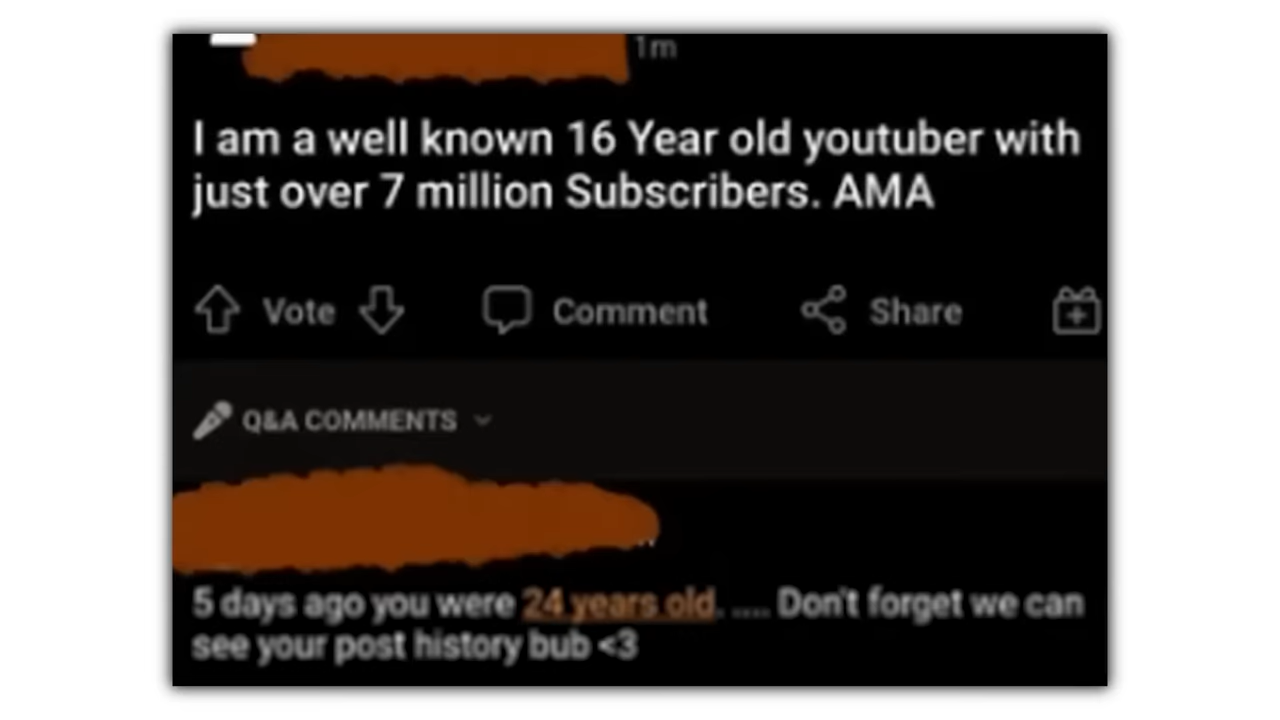 1m
I am a well known 16 Year old youtuber with
just over 7 million Subscribers. AMA
Vote
Comment
Share
Q&A COMMENTS
5 days ago you were 24 years old. .... Don't forget we can
see your post history bub <3